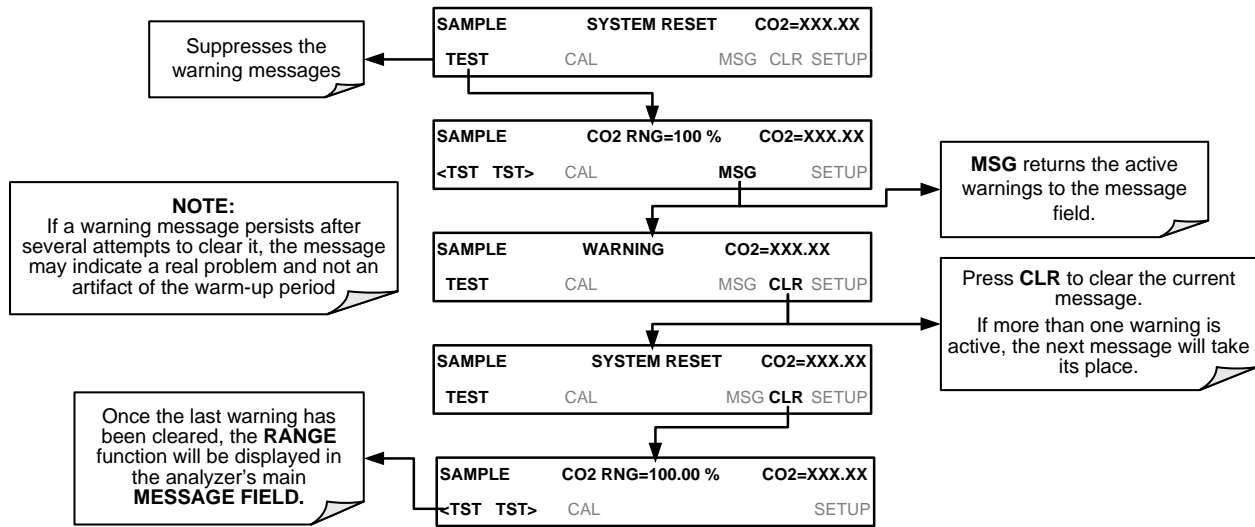 SAMPLE SYSTEM RESET CO2=XXX.XX
TEST CAL MSG CLR SETUP
Suppresses the
warning messages
SAMPLE CO2 RNG=100 % CO2=XXX.XX
<TST TST> CAL MSG SETUP
MSG returns the active
warnings to the message
field.
NOTE:
If a warning message persists after
several attempts to clear it, the message
may indicate a real problem and not an
artifact of the warm-up period
SAMPLE WARNING CO2=XXX.XX
TEST CAL MSG CLR SETUP
Press CLR to clear the current
message.
If more than one warning is
active, the next message will take
its place.
SAMPLE SYSTEM RESET CO2=XXX.XX
TEST CAL MSG CLR SETUP
Once the last warning has
been cleared, the RANGE
function will be displayed in
the analyzer’s main
MESSAGE FIELD.
SAMPLE CO2 RNG=100.00 % CO2=XXX.XX
<TST TST> CAL SETUP